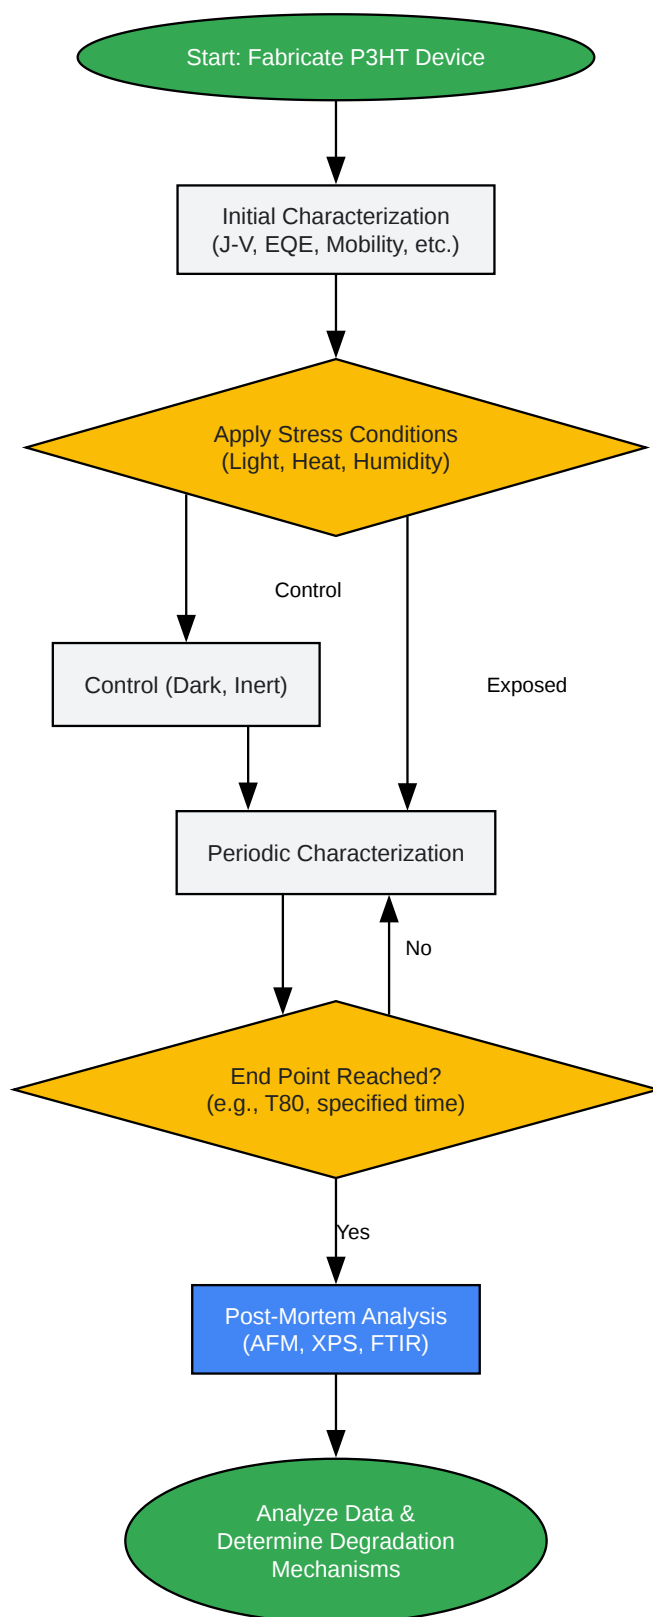 Start: Fabricate P3HT Device
Initial Characterization
(J-V, EQE, Mobility, etc.)
Apply Stress Conditions
(Light, Heat, Humidity)
Control
Control (Dark, Inert)
Exposed
Periodic Characterization
No
End Point Reached?
(e.g., T80, specified time)
Yes
Post-Mortem Analysis
(AFM, XPS, FTIR)
Analyze Data &
Determine Degradation
Mechanisms